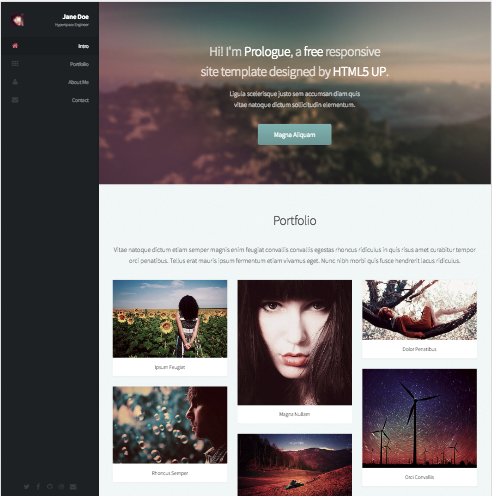 Jane Doe
Hyperspace Engineer
Intro
Portfolio
About Me
Contact
Hi! I'm Prologue, a free responsive
site template designed by HTML5 UP.
Ligula scelerisque justo sem accumsan diam quis
vitae natoque dictum sollicitudin elementum.
Magna Aliquam
Portfolio
Vitae natoque dictum etiam semper magnis enim feugiat convallis convallis egestas rhoncus ridiculus in quis risus amet curabitur tempor
orci penatibus. Tellus erat mauris ipsum fermentum etiam vivamus eget. Nunc nibh morbi quis fusce hendrerit lacus ridiculus.
Ipsum Feugiat
Magna Nullam
Dolor Penatibus
Rhoncus Semper
Orci Convallis